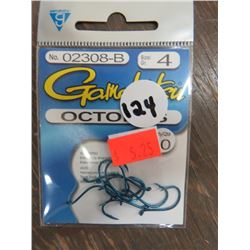 No. 02308-B
Size:
4
Gamakatsu
124
OCTOPUS
$ 5.25